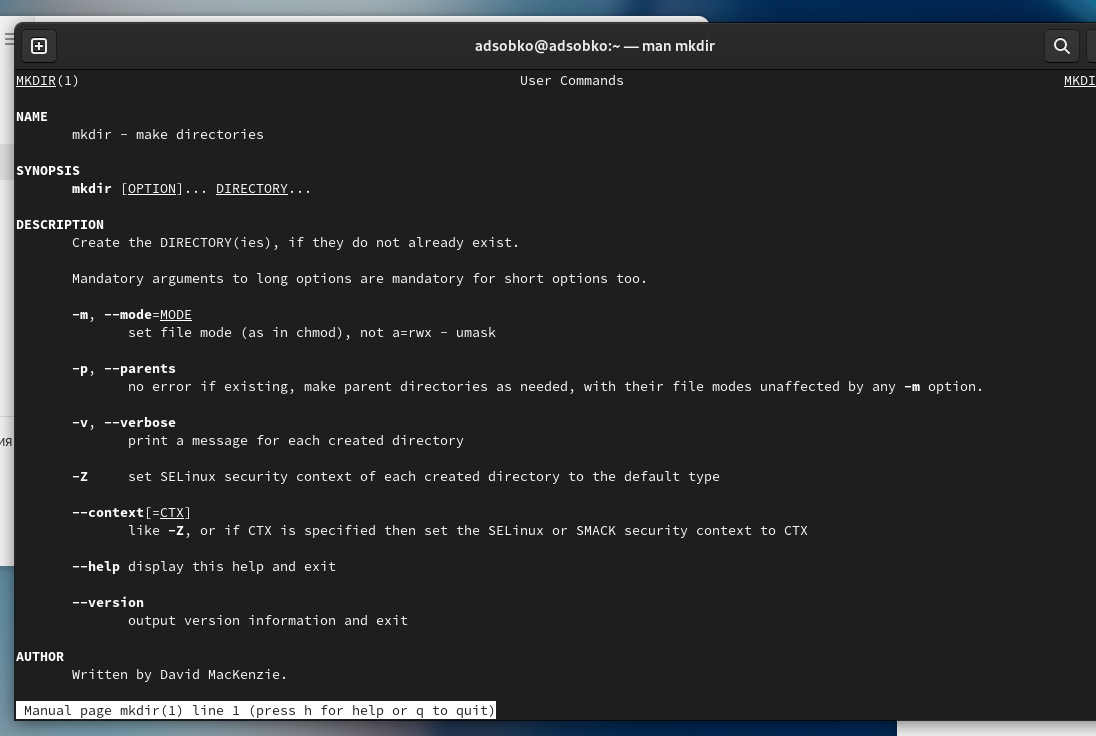 adsobko@adsobko:~ — man mkdir
MKDIR(1) User Commands MKDI
NAME
mkdir - make directories
SYNOPSIS
mkdir [OPTION]... DIRECTORY...
DESCRIPTION
Create the DIRECTORY(ies), if they do not already exist.
Mandatory arguments to long options are mandatory for short options too.
-m, --mode=MODE
set file mode (as in chmod), not a=rwx - umask
-p, --parents
no error if existing, make parent directories as needed, with their file modes unaffected by any -m option.
-v, --verbose
print a message for each created directory
ия
-Z set SELinux security context of each created directory to the default type
--context[=CTX]
like -Z, or if CTX is specified then set the SELinux or SMACK security context to CTX
--help display this help and exit
--version
output version information and exit
AUTHOR
Written by David MacKenzie.
Manual page mkdir(1) line 1 (press h for help or q to quit)